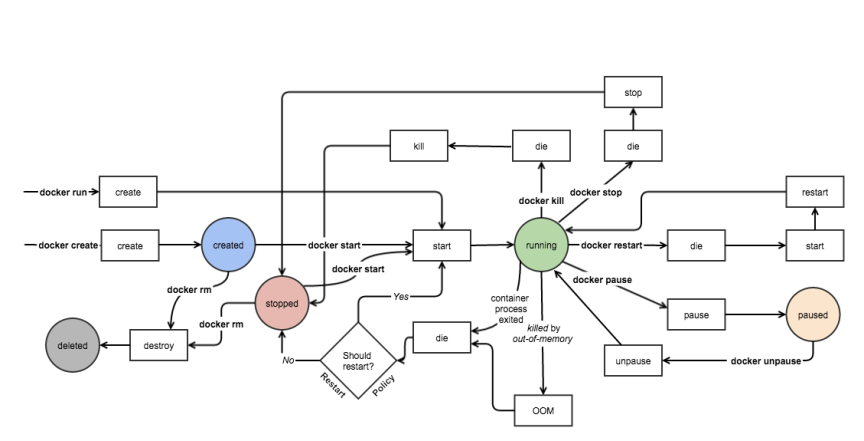 stop
kill
die
die
docker kill
docker stop
docker run
create
restart
docker create
create
created
docker start
start
running
docker restart
die
start
docker start
docker pause
docker rm
stopped
Yes
container
process
exited
pause
paused
docker rm
killed by
out-of-memory
deleted
destroy
No
Should
restart?
Restart
Policy
die
unpause
docker unpause
OOM